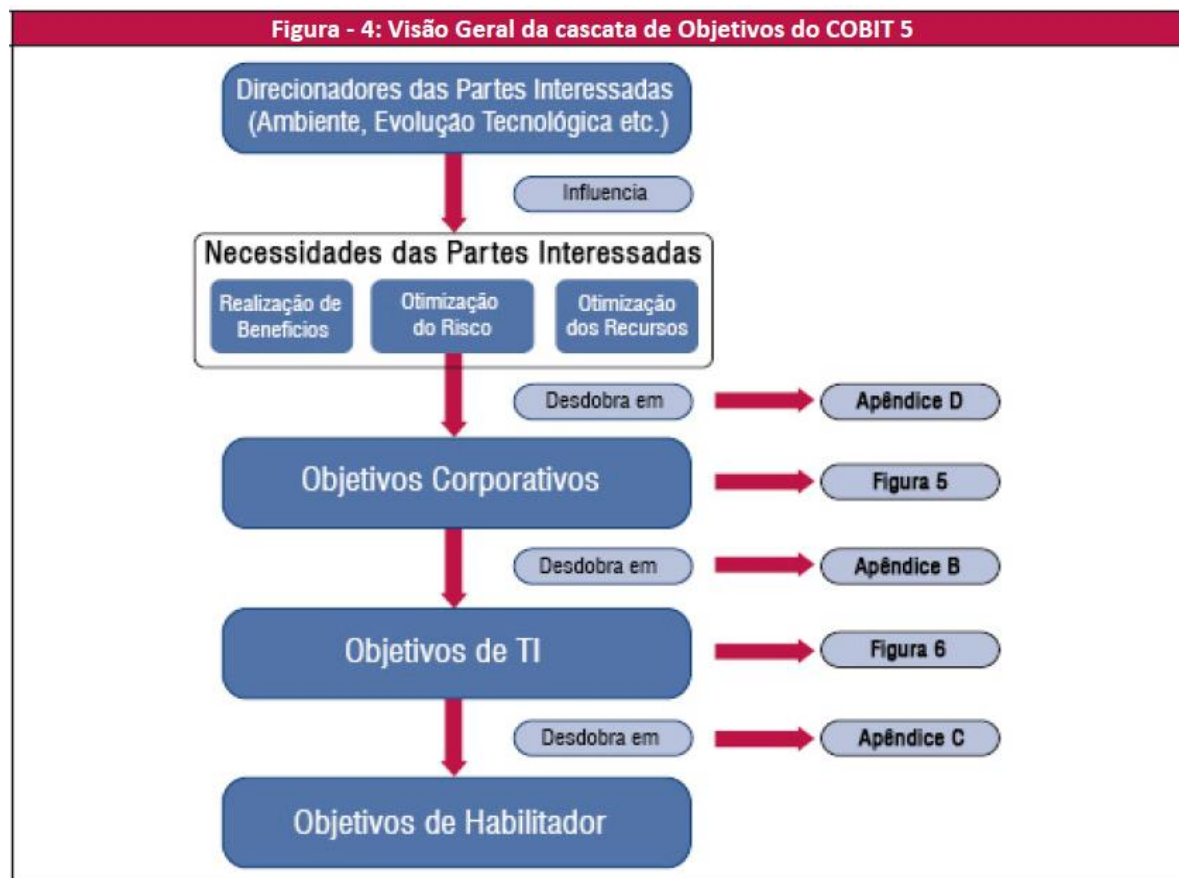 Figura - 4: Visão Geral da cascata de Objetivos do COBIT 5
Direcionadores das Partes Interessadas
(Ambiente, Evolução Tecnológica etc.)
Influencia
Necessidades das Partes Interessadas
Realização de
Beneficios
Otimização
do Risco
Otimização
dos Recursos
Desdobra em
Apêndice D
Objetivos Corporativos
Figura 5
Desdobra em
Apêndice B
Objetivos de TI
Figura 6
Desdobra em
Apêndice C
Objetivos de Habilitador